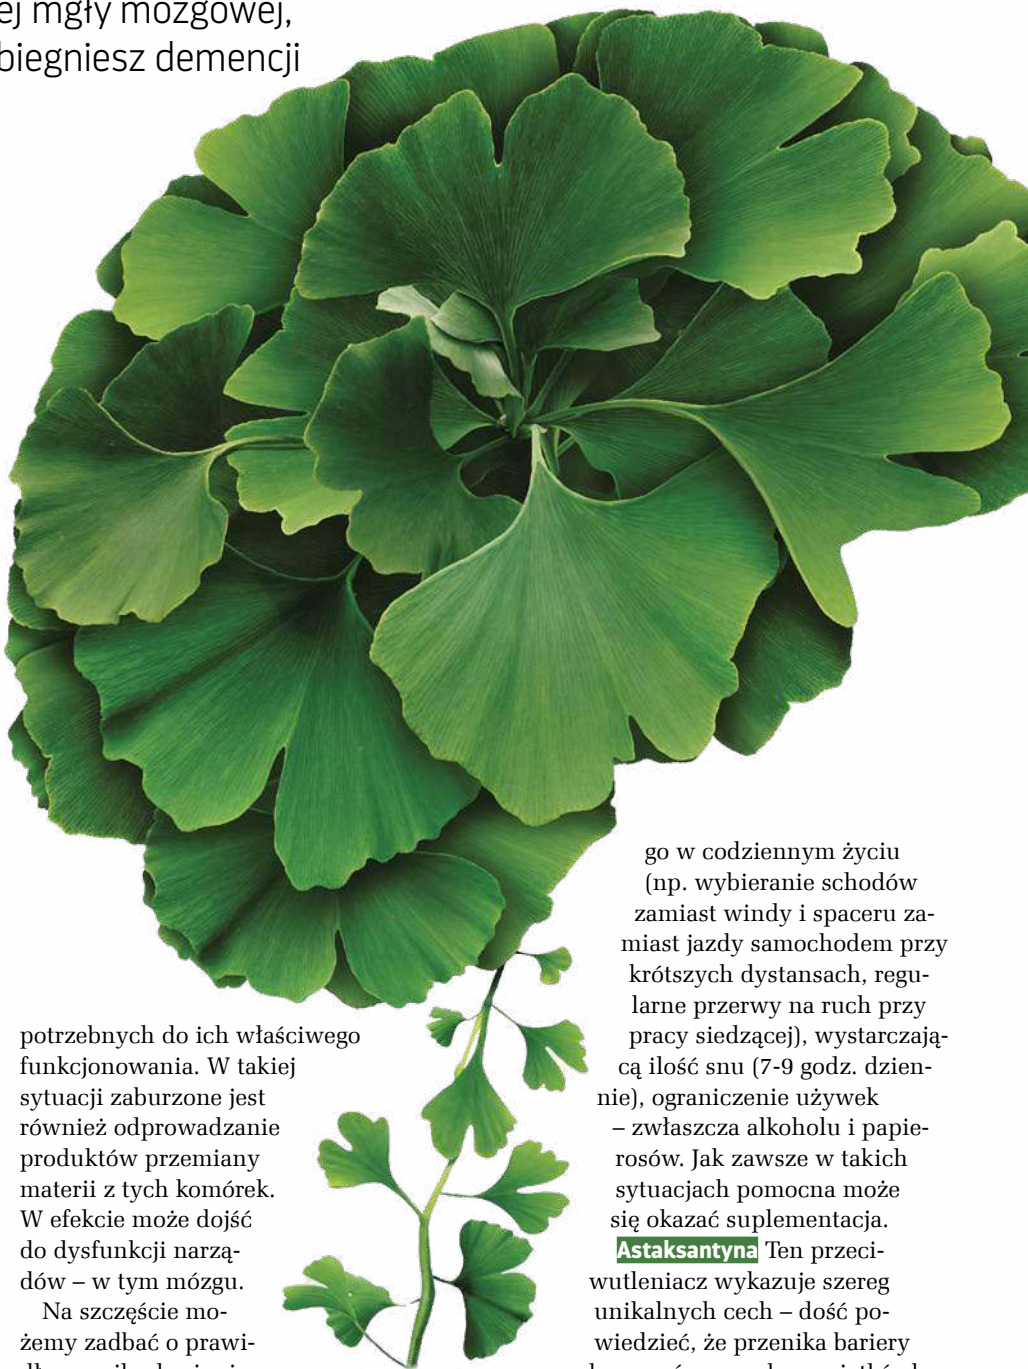 ej mgły mózgowej,
biegniesz demencji
potrzebnych do ich właściwego
funkcjonowania. W takiej
sytuacji zaburzone jest
również odprowadzanie
produktów przemiany
materii z tych komórek.
W efekcie może dojść
do dysfunkcji narzą-
dów – w tym mózgu.
Na szczęście mo-
żemy zadbać o prawi-
go w codziennym życiu
(np. wybieranie schodów
zamiast windy i spaceru za-
miast jazdy samochodem przy
krótszych dystansach, regu-
larne przerwy na ruch przy
pracy siedzącej), wystarczają-
cą ilość snu (7-9 godz. dzien-
nie), ograniczenie używek
– zwłaszcza alkoholu i papie-
rosów. Jak zawsze w takich
sytuacjach pomocna może
się okazać suplementacja.
Astaksantyna Ten przeci-
wutleniacz wykazuje szereg
unikalnych cech – dość po-
wiedzieć, że przenika bariery